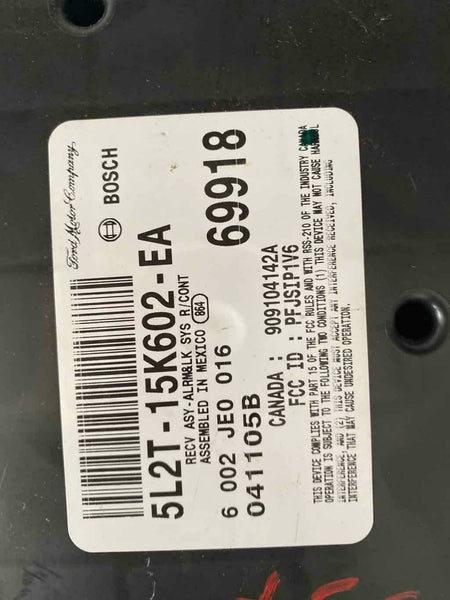 Ford Motor Company,
BOSCH
5L2T-15K602-EA
RECV ASY-ALRM&LK SYS R/CONT
ASSEMBLED IN MEXICO 664
6 002 JE0 016
69918
041105B
CANADA : 909104142A
FCC ID : PFJSIP1V6
THIS DEVICE COMPLIES WITH PART 15 OF THE FCC RULES AND WITH RSS-210 OF THE INDUSTRY CANADA
OPERATION IS SUBJECT TO THE FOLLOWING TWO CONDITIONS (1) THIS DEVICE MAY NOT CAUSE HARMFUL
INTERFERENCE, AND (2) THIS DEVICE MUST ACCEPT ANY INTERFERENCE RECEIVED, INCLUDING
INTERFERENCE THAT MAY CAUSE UNDESIRED OPERATION.